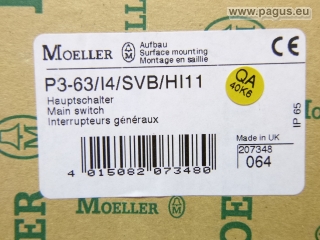 © www.pagus.eu
MOELLER
Aufbau
Surface mounting
Montage en saillie
CE
P3-63/I4/SVB/HI11
Hauptschalter
Main switch
Interrupteurs généraux
QA
40K6
IP 65
Made in UK
207348
064
4 015082 073480
MOELLER